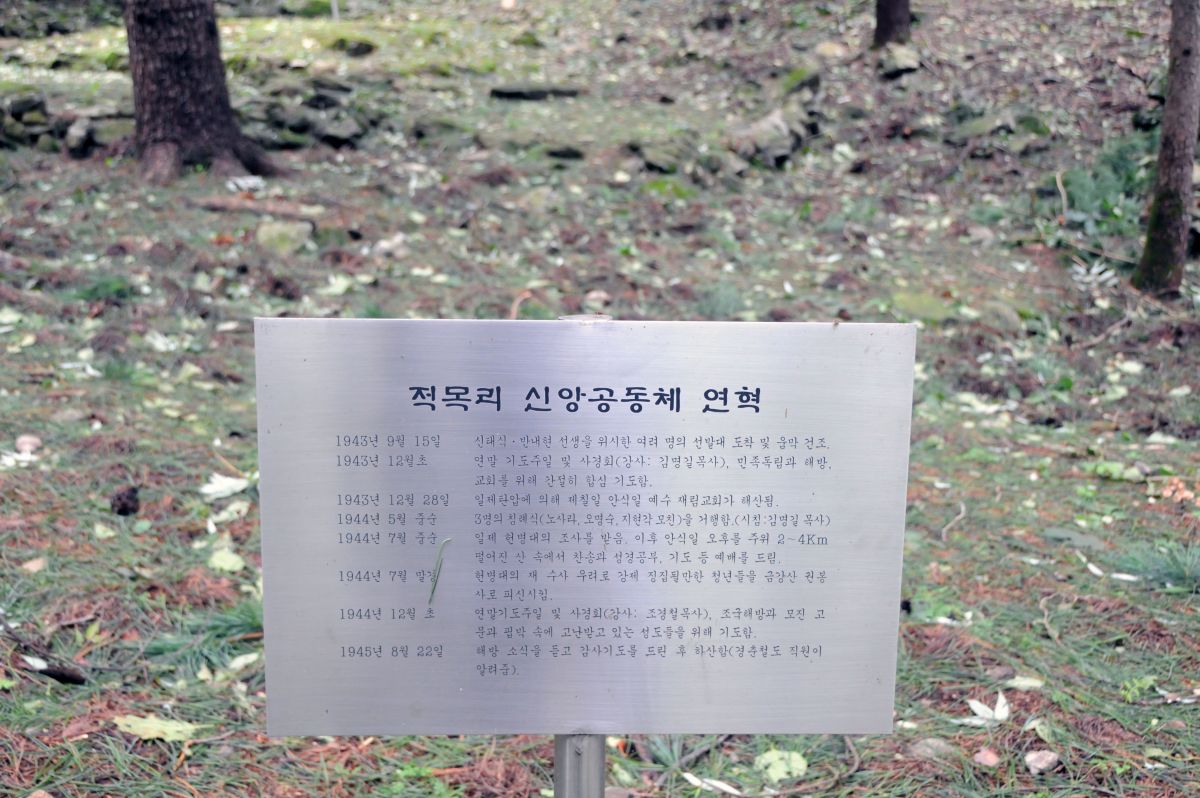 적목리 신앙공동체 연혁
1943년 9월 15일 신태식·반내현 선생을 위시한 여러 명의 선발대 도착 및 움막 건조.
1943년 12월초 연말 기도주일 및 사경회(강사: 김명길목사), 민족독립과 해방,
교회를 위해 간절히 합심 기도함.
1943년 12월 28일 일제탄압에 의해 제칠일 안식일 예수 재림교회가 해산됨.
1944년 5월 중순 3명의 침례식(노사라, 오명숙, 지현각 모친)을 거행함.(시침:김명길 목사)
1944년 7월 중순 일제 헌병대의 조사를 받음, 이후 안식일 오후를 주위 2~4Km
떨어진 산 속에서 찬송과 성경공부, 기도 등 예배를 드림.
1944년 7월 말경 헌병대의 재 수사 우려로 강제 징집될만한 청년들을 금강산 원봉
사로 피신시킴.
1944년 12월 초 연말기도주일 및 사경회(강사: 조경철목사), 조국해방과 모진 고
문과 핍박 속에 고난받고 있는 성도들을 위해 기도함.
1945년 8월 22일 해방 소식을 듣고 감사기도를 드린 후 하산함(경춘철도 직원이
알려줌).